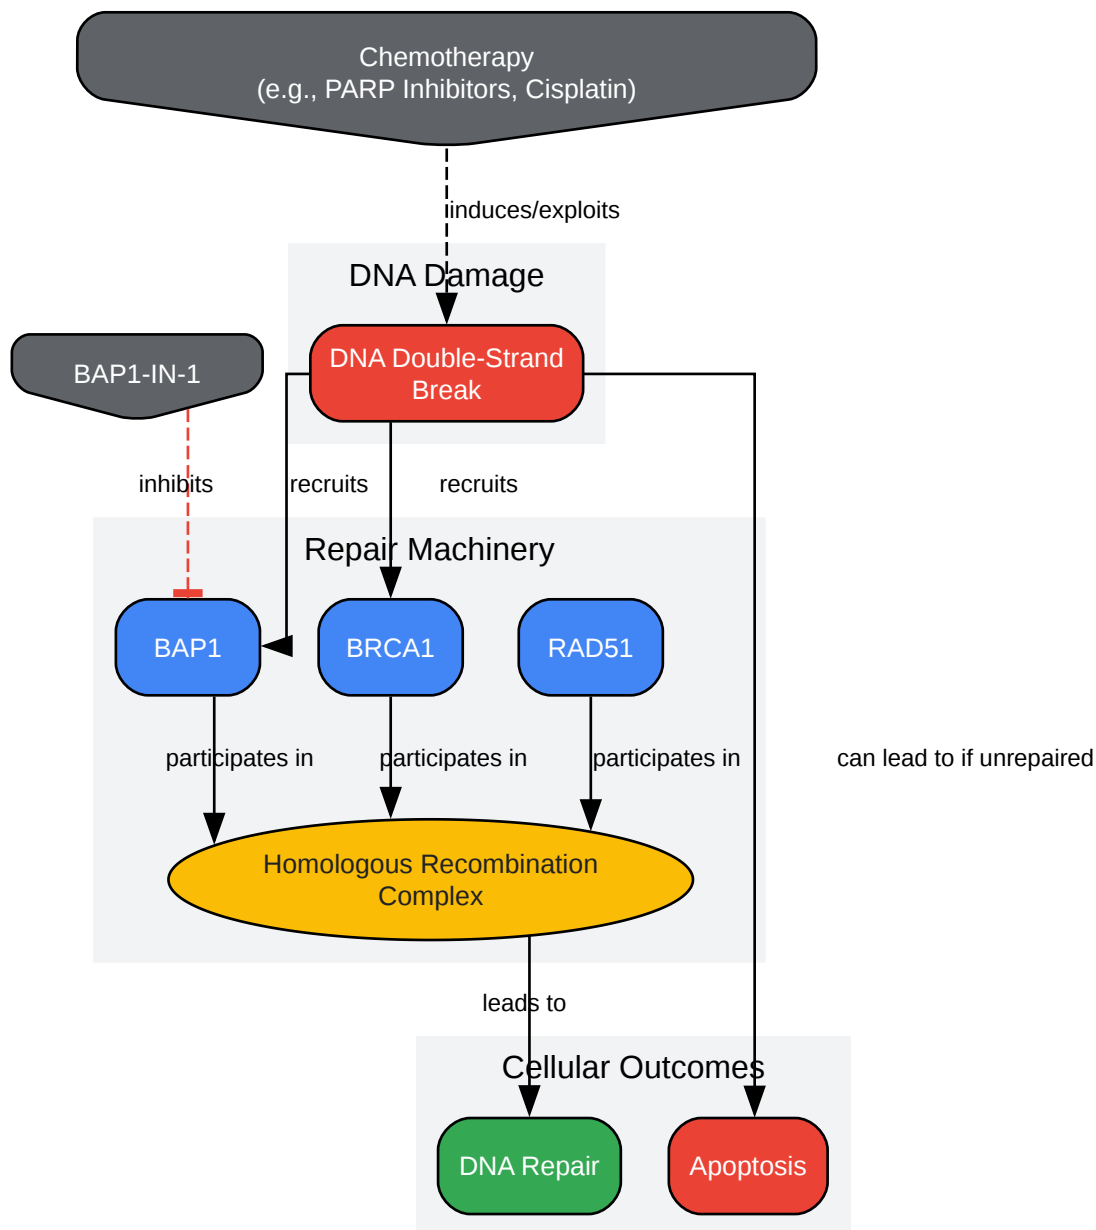 Chemotherapy
(e.g., PARP Inhibitors, Cisplatin)
induces/exploits
DNA Damage
DNA Double-Strand
Break
BAP1-IN-1
inhibits
recruits
recruits
Repair Machinery
BAP1
BRCA1
RAD51
participates in
participates in
participates in
can lead to if unrepaired
Homologous Recombination
Complex
leads to
Cellular Outcomes
DNA Repair
Apoptosis